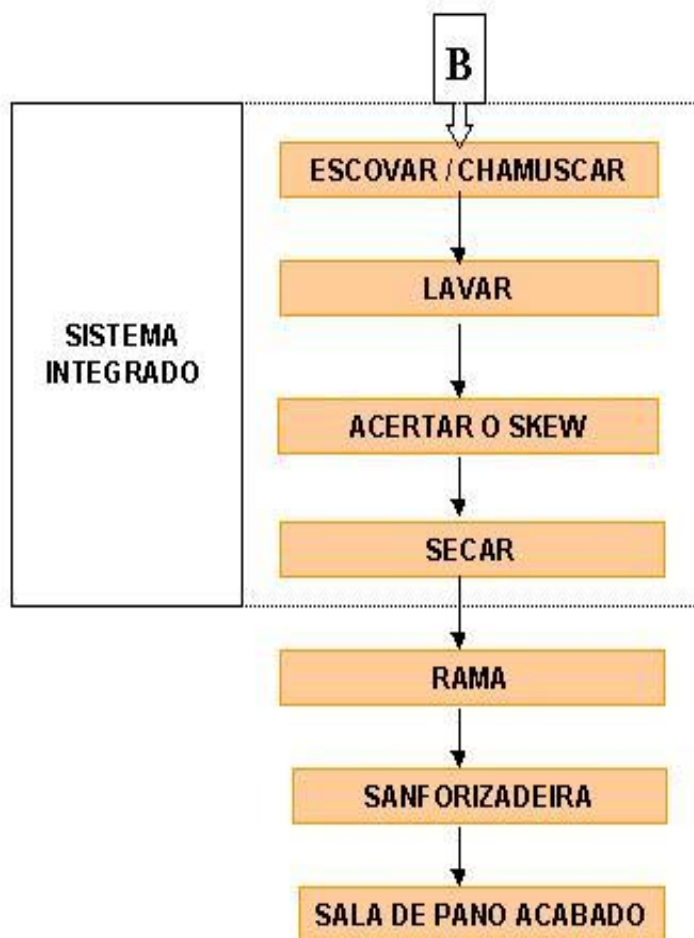 B
ESCOVAR / CHAMUSCAR
LAVAR
SISTEMA
INTEGRADO
ACERTAR O SKEW
SECAR
RAMA
SANFORIZADEIRA
SALA DE PANO ACABADO